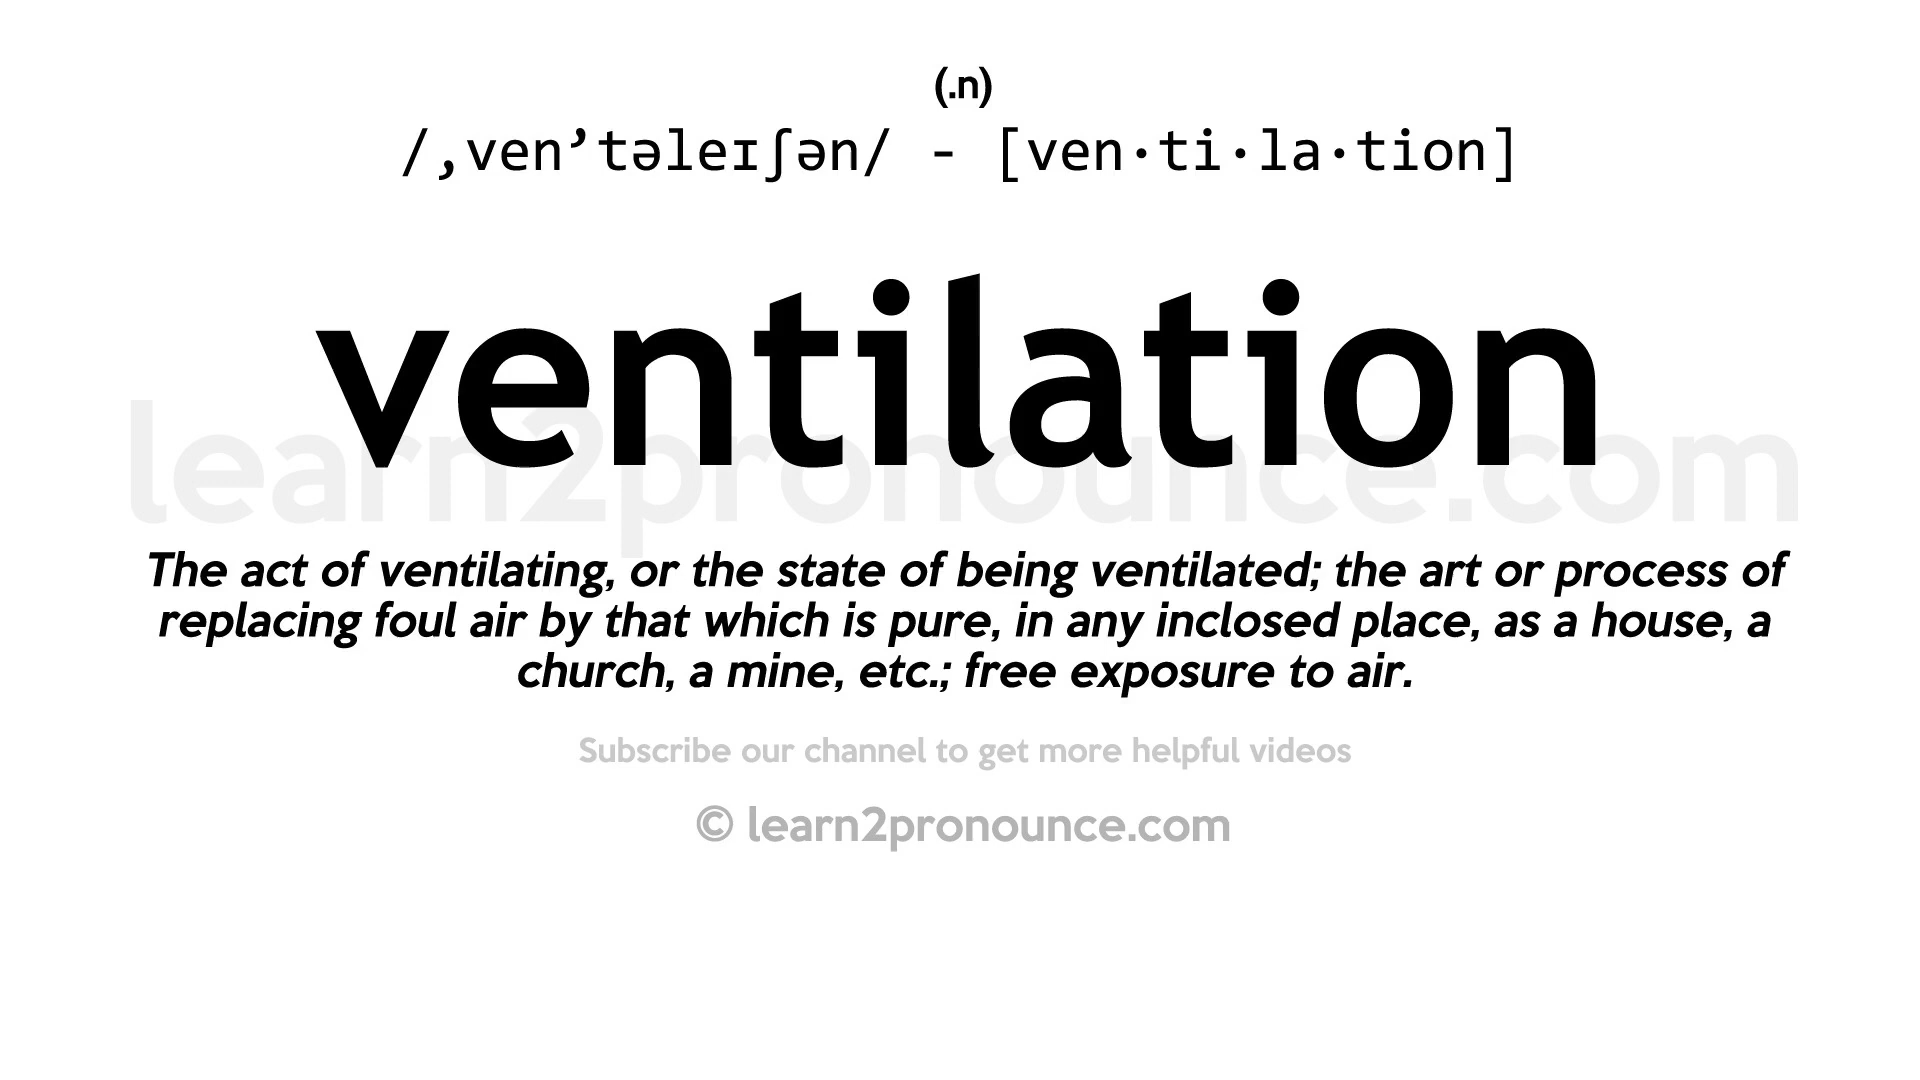 (.n)
/,ven’təleɪʃən/ - [ven·ti·la·tion]
ventilation
learn2pronounce.com
The act of ventilating, or the state of being ventilated; the art or process of
replacing foul air by that which is pure, in any inclosed place, as a house, a
church, a mine, etc.; free exposure to air.
Subscribe our channel to get more helpful videos
© learn2pronounce.com